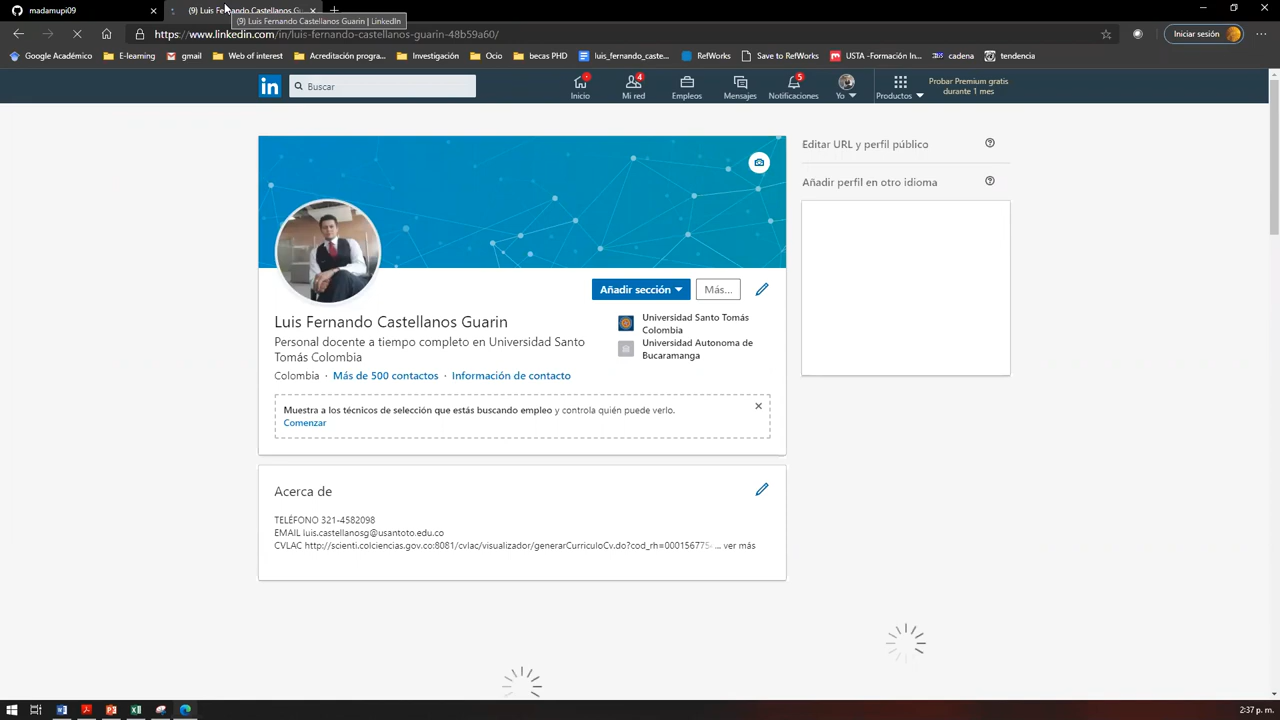 madamupi09
(9) Luis Fernando Castellanos Gu
(9) Luis Fernando Castellanos Guarin | LinkedIn
https://www.linkedin.com/in/luis-fernando-castellanos-guarin-48b59a60/
Iniciar sesión
Google Académico
E-Learning
gmail
Web of interest
Acreditación progra...
Investigación
Ocio
becas PHD
luis_fernando_caste...
RefWorks
Save to RefWorks
USTA -Formación In...
cadena
tendencia
in
Buscar
Inicio
4
Mi red
Empleos
Mensajes
5
Notificaciones
Yo
Productos
Probar Premium gratis
durante 1 mes
Editar URL y perfil público
Añadir perfil en otro idioma
Añadir sección
Más...
Luis Fernando Castellanos Guarin
Personal docente a tiempo completo en Universidad Santo
Tomás Colombia
Colombia · Más de 500 contactos · Información de contacto
Universidad Santo Tomás
Colombia
Universidad Autonoma de
Bucaramanga
Muestra a los técnicos de selección que estás buscando empleo y controla quién puede verlo.
Comenzar
Acerca de
TELÉFONO 321-4582098
EMAIL luis.castellanosg@usantoto.edu.co
CVLAC http://scienti.colciencias.gov.co:8081/cvlac/visualizador/generarCurriculoCv.do?cod_rh=000156775 ... ver más
2:37 p. m.